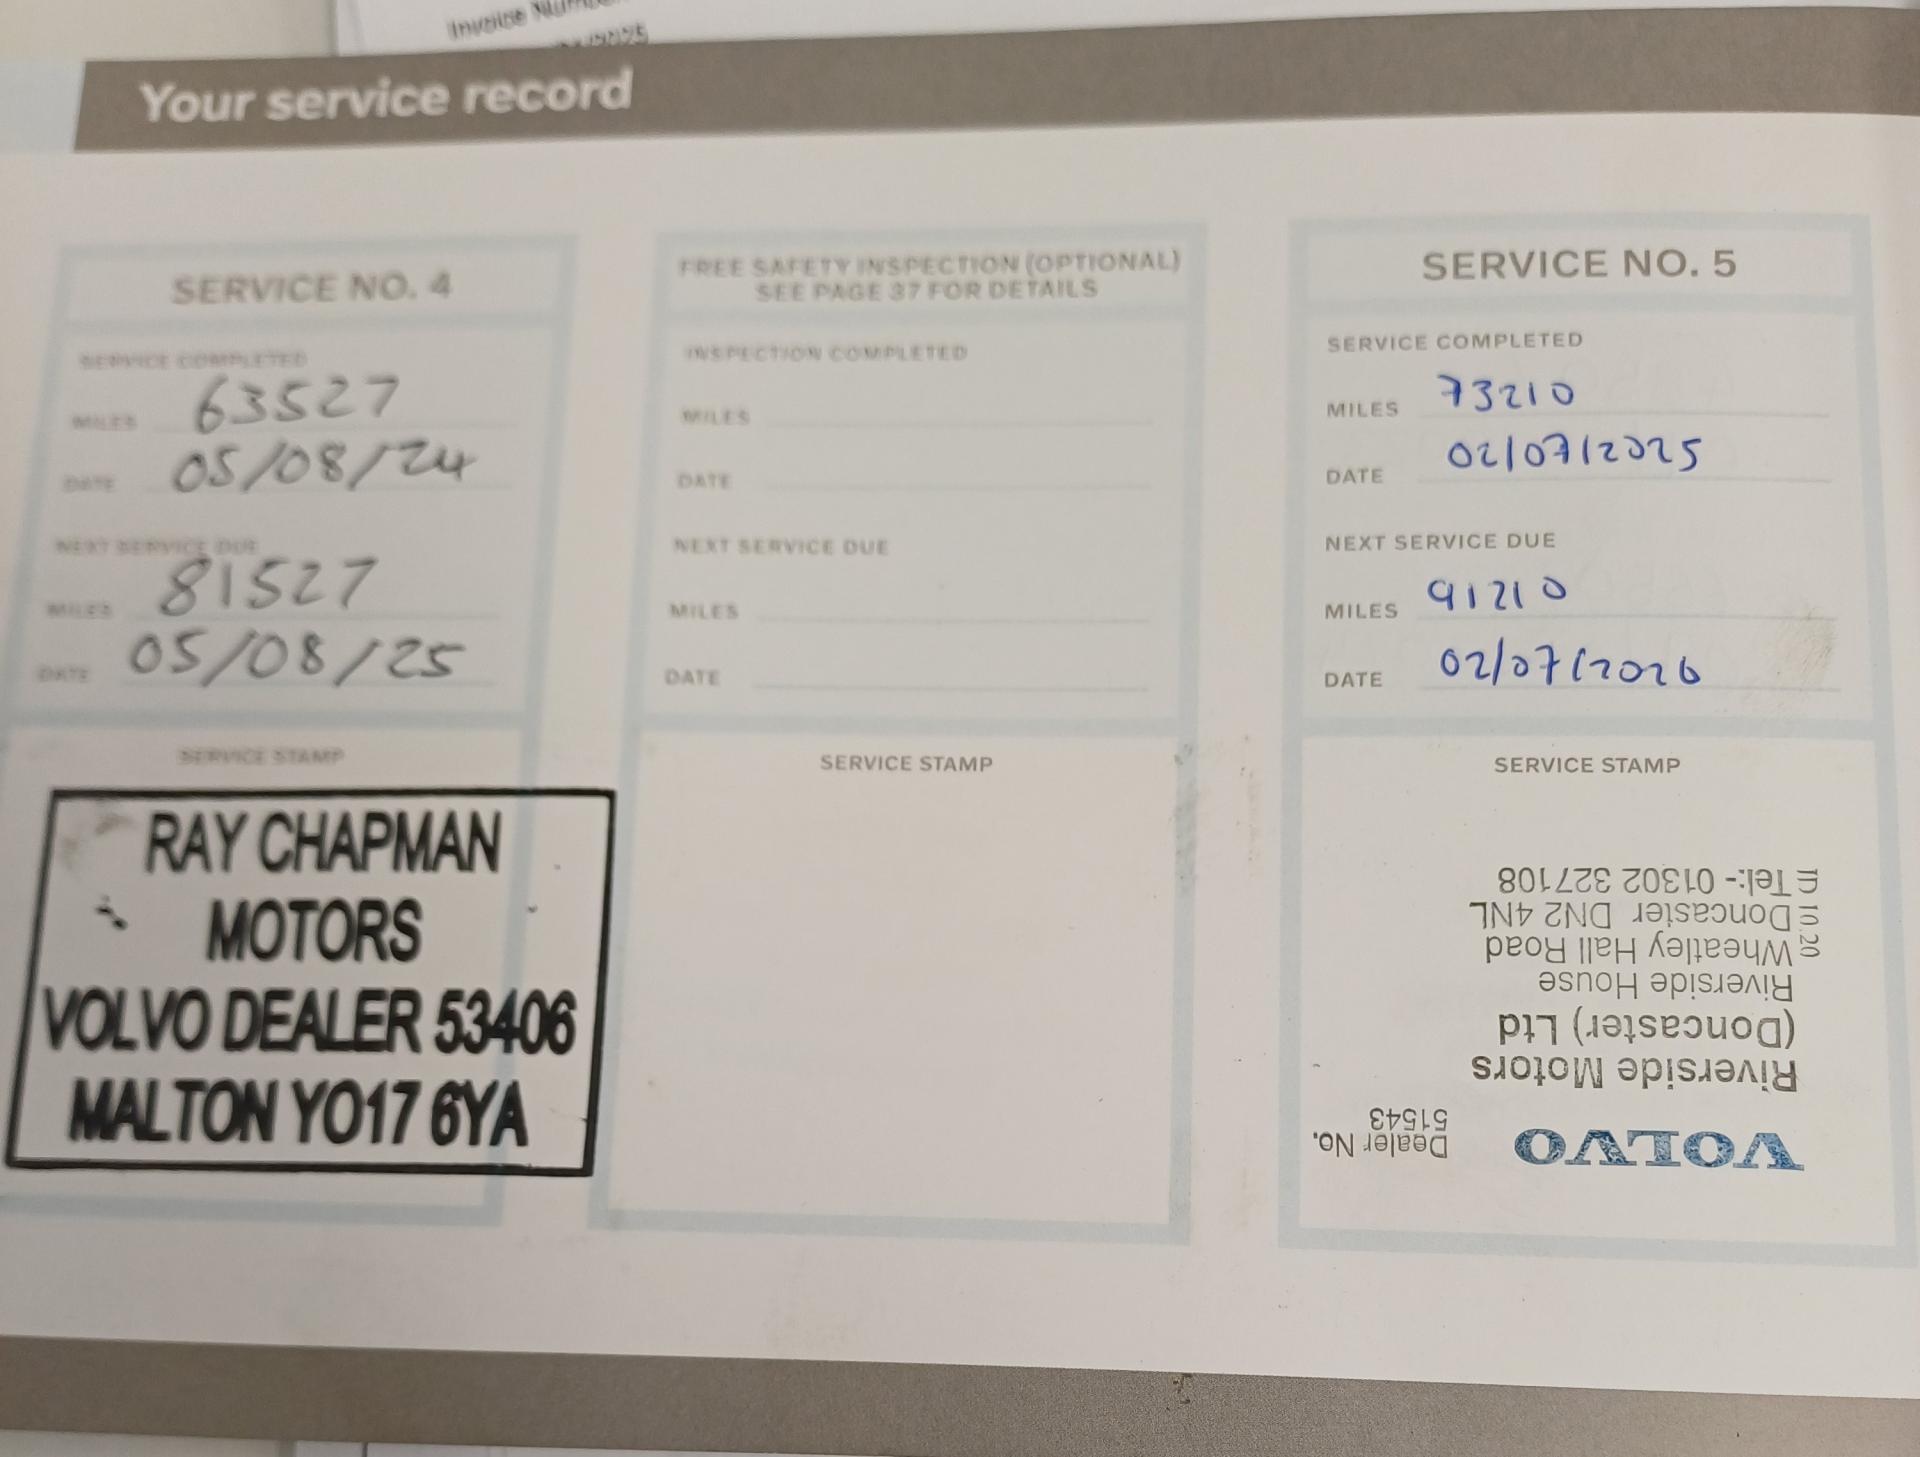 Invoice Number
Your service record
SERVICE NO. 4
SERVICE COMPLETED
MILES 63527
DATE 05/08/24
NEXT SERVICE DUE
MILES 81527
DATE 05/08/25
SERVICE STAMP
RAY CHAPMAN
MOTORS
VOLVO DEALER 53406
MALTON YO17 6YA
FREE SAFETY INSPECTION (OPTIONAL)
SEE PAGE 37 FOR DETAILS
INSPECTION COMPLETED
MILES
DATE
NEXT SERVICE DUE
MILES
DATE
SERVICE STAMP
SERVICE NO. 5
SERVICE COMPLETED
MILES 73210
DATE 02/07/2025
NEXT SERVICE DUE
MILES 91210
DATE 02/07/2026
SERVICE STAMP
VOLVO Dealer No.
51543
Riverside Motors
(Doncaster) Ltd
Riverside House
Wheatley Hall Road
Doncaster DN2 4NL
Tel:- 01302 327108